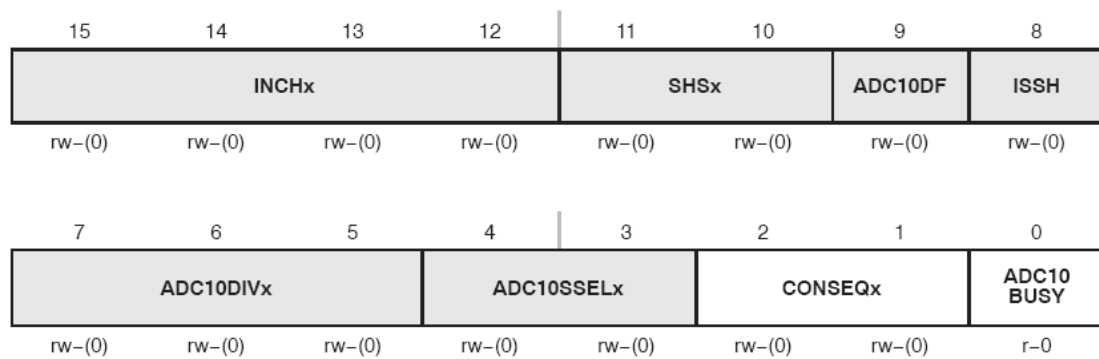 15 14 13 12 11 10 9 8
INCHx SHSx ADC10DF ISSH
rw−(0) rw−(0) rw−(0) rw−(0) rw−(0) rw−(0) rw−(0) rw−(0)
7 6 5 4 3 2 1 0
ADC10DIVx ADC10SSELx CONSEQx ADC10
BUSY
rw−(0) rw−(0) rw−(0) rw−(0) rw−(0) rw−(0) rw−(0) r−0